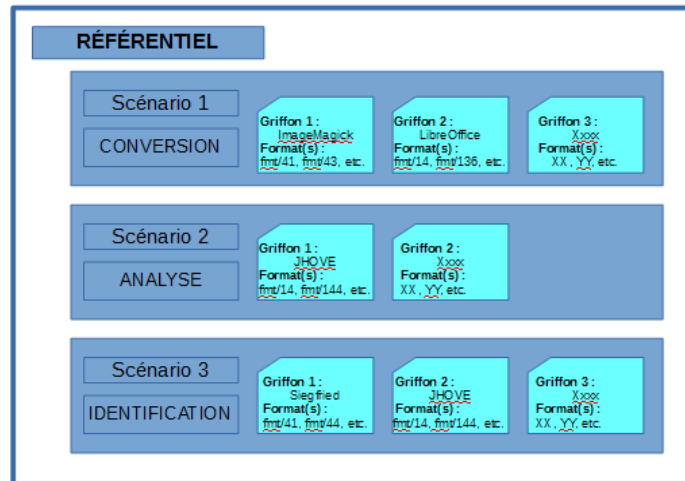 RÉFÉRENTIEL
Scénario 1
CONVERSION
Griffon 1 :
ImageMagick
Format(s) :
fmt/41, fmt/43, etc.
Griffon 2 :
LibreOffice
Format(s) :
fmt/14, fmt/136, etc.
Griffon 3 :
Xxxx
Format(s) :
XX , YY, etc.
Scénario 2
ANALYSE
Griffon 1 :
JHOVE
Format(s) :
fmt/14, fmt/144, etc.
Griffon 2 :
Xxxx
Format(s) :
XX , YY, etc.
Scénario 3
IDENTIFICATION
Griffon 1 :
Siegfried
Format(s) :
fmt/41, fmt/44, etc.
Griffon 2 :
JHOVE
Format(s) :
fmt/14, fmt/144, etc.
Griffon 3 :
Xxxx
Format(s) :
XX , YY, etc.